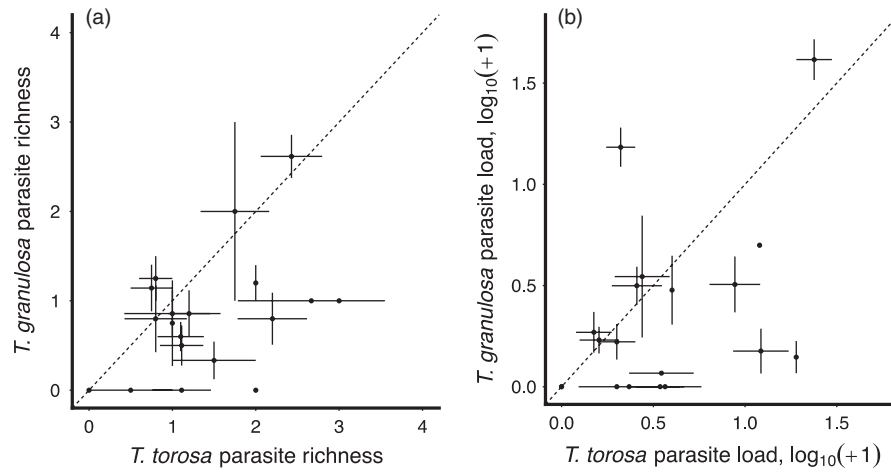 (a)
T. granulosa parasite richness
4
3
2
1
0
0 1 2 3 4
T. torosa parasite richness
(b)
T. granulosa parasite load, log10(+1)
1.5
1.0
0.5
0.0
0.0 0.5 1.0 1.5
T. torosa parasite load, log10(+1)